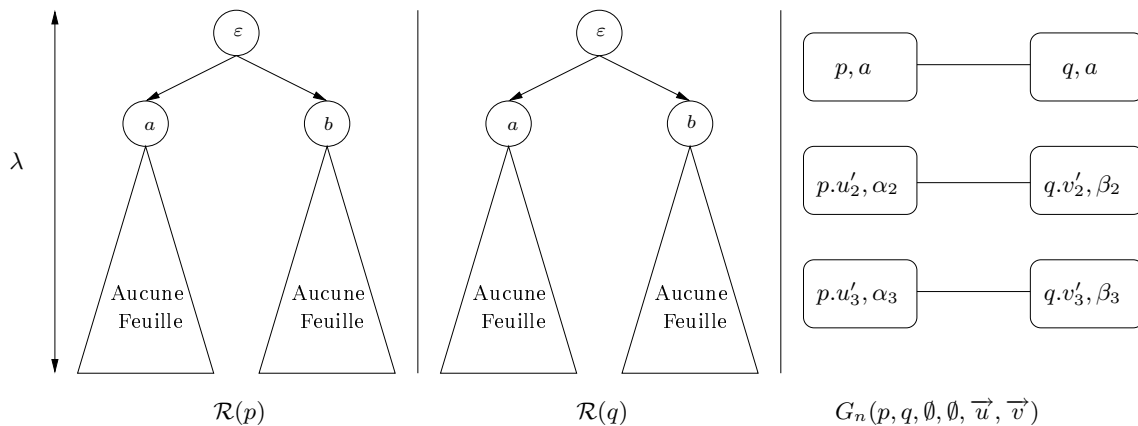 ε
ε
p, a
q, a
a
b
a
b
λ
p.u′₂, α₂
q.v′₂, β₂
Aucune
Feuille
Aucune
Feuille
Aucune
Feuille
Aucune
Feuille
p.u′₃, α₃
q.v′₃, β₃
R(p)
R(q)
Gₙ(p, q, ∅, ∅, u⃗, v⃗)